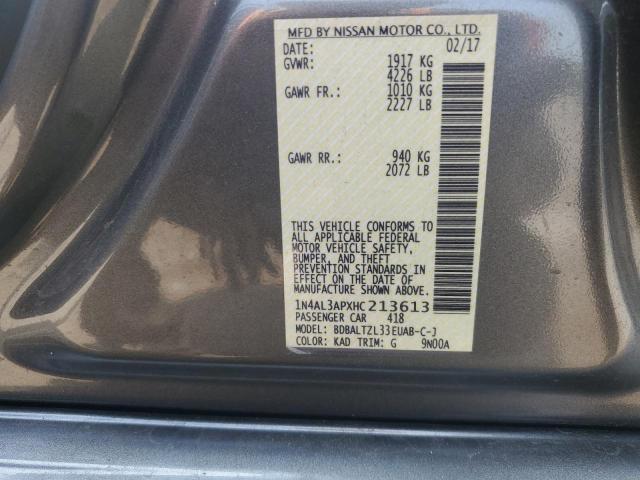 MFD BY NISSAN MOTOR CO., LTD.
DATE: 02/17
GVWR: 1917 KG
4226 LB
GAWR FR.: 1010 KG
2227 LB
GAWR RR.: 940 KG
2072 LB
THIS VEHICLE CONFORMS TO
ALL APPLICABLE FEDERAL
MOTOR VEHICLE SAFETY,
BUMPER, AND THEFT
PREVENTION STANDARDS IN
EFFECT ON THE DATE OF
MANUFACTURE SHOWN ABOVE.
1N4AL3APXHC213613
PASSENGER CAR 418
MODEL: BDBALTZL33EUAB-C-J
COLOR: KAD TRIM: G 9N00A